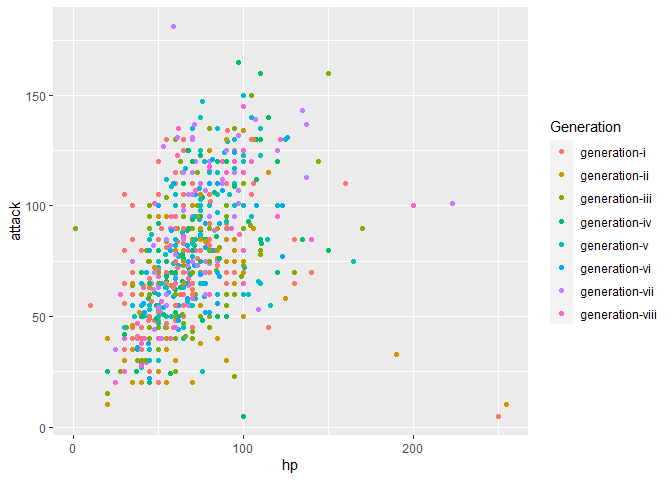 150
100
50
0
attack
0
100
200
hp
Generation
generation-i
generation-ii
generation-iii
generation-iv
generation-v
generation-vi
generation-vii
generation-viii